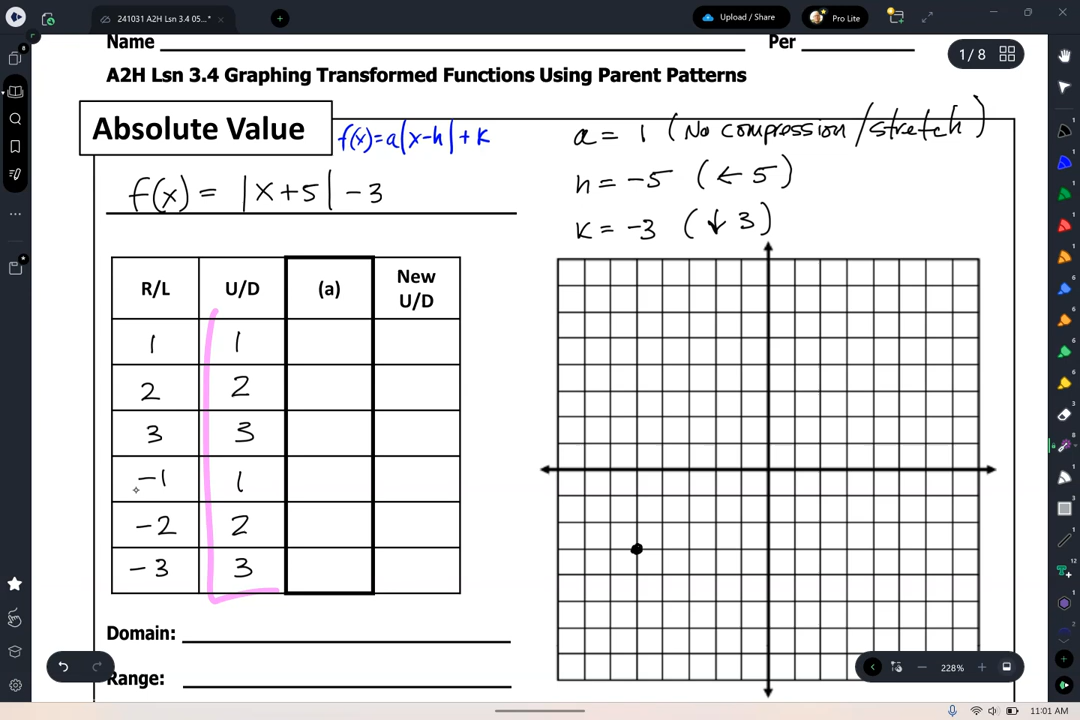 241031 A2H Lsn 3.4 05...*
Upload / Share
Pro Lite
Name
Per
1 / 8
A2H Lsn 3.4 Graphing Transformed Functions Using Parent Patterns
Absolute Value
f(x)=a|x-h|+k
a = 1 (No compression/stretch)
f(x) = |x+5| -3
h = -5 (← 5)
k = -3 (↓ 3)
R/L U/D (a) New U/D
1 1
2 2
3 3
-1 1
-2 2
-3 3
Domain:
Range:
228%
11:01 AM